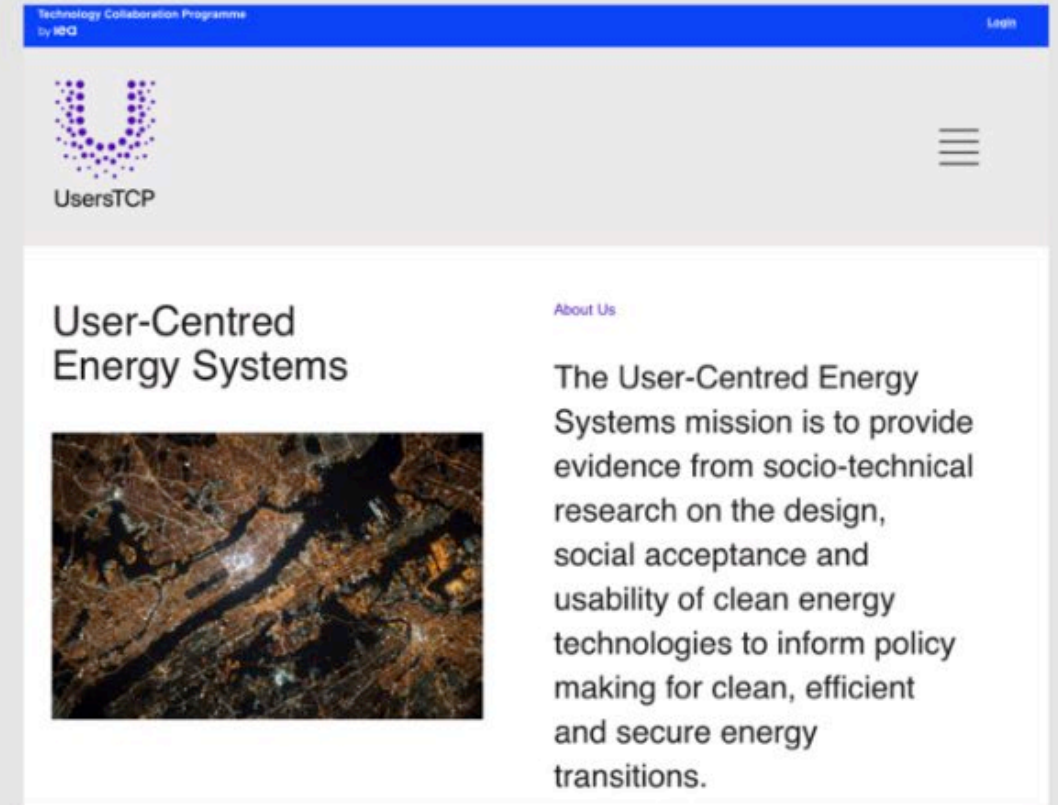 Technology Collaboration Programme
by iea
Login
UsersTCP
User-Centred
Energy Systems
About Us
The User-Centred Energy
Systems mission is to provide
evidence from socio-technical
research on the design,
social acceptance and
usability of clean energy
technologies to inform policy
making for clean, efficient
and secure energy
transitions.